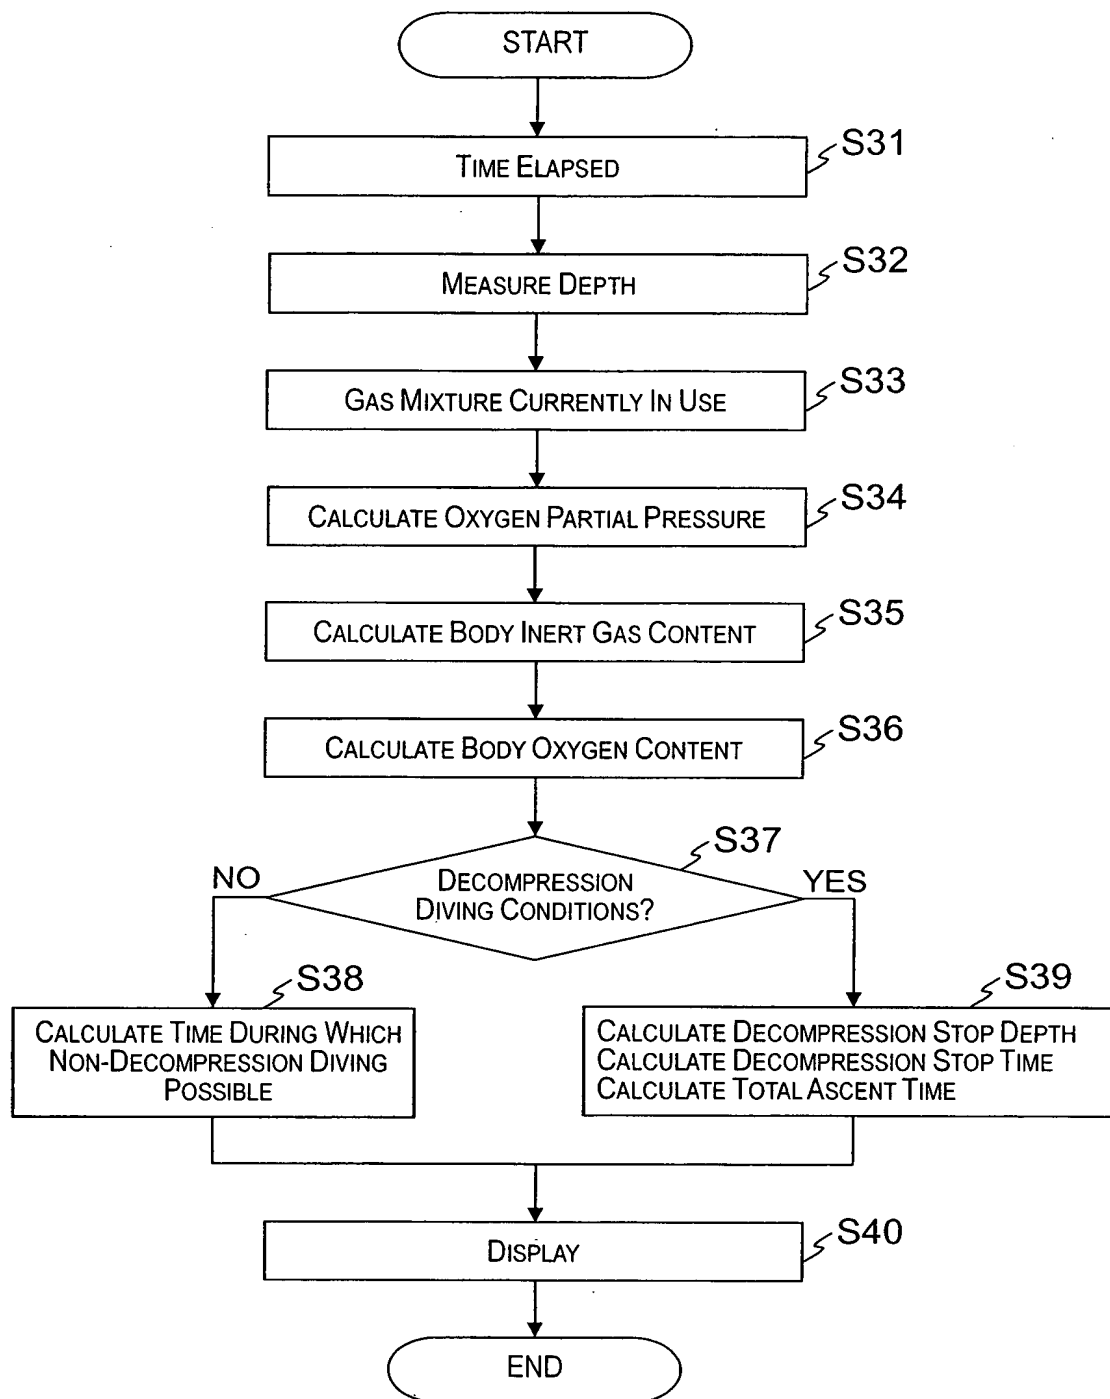 START
S31
TIME ELAPSED
S32
MEASURE DEPTH
S33
GAS MIXTURE CURRENTLY IN USE
S34
CALCULATE OXYGEN PARTIAL PRESSURE
S35
CALCULATE BODY INERT GAS CONTENT
S36
CALCULATE BODY OXYGEN CONTENT
S37
NO
DECOMPRESSION
DIVING CONDITIONS?
YES
S38
CALCULATE TIME DURING WHICH
NON-DECOMPRESSION DIVING
POSSIBLE
S39
CALCULATE DECOMPRESSION STOP DEPTH
CALCULATE DECOMPRESSION STOP TIME
CALCULATE TOTAL ASCENT TIME
S40
DISPLAY
END